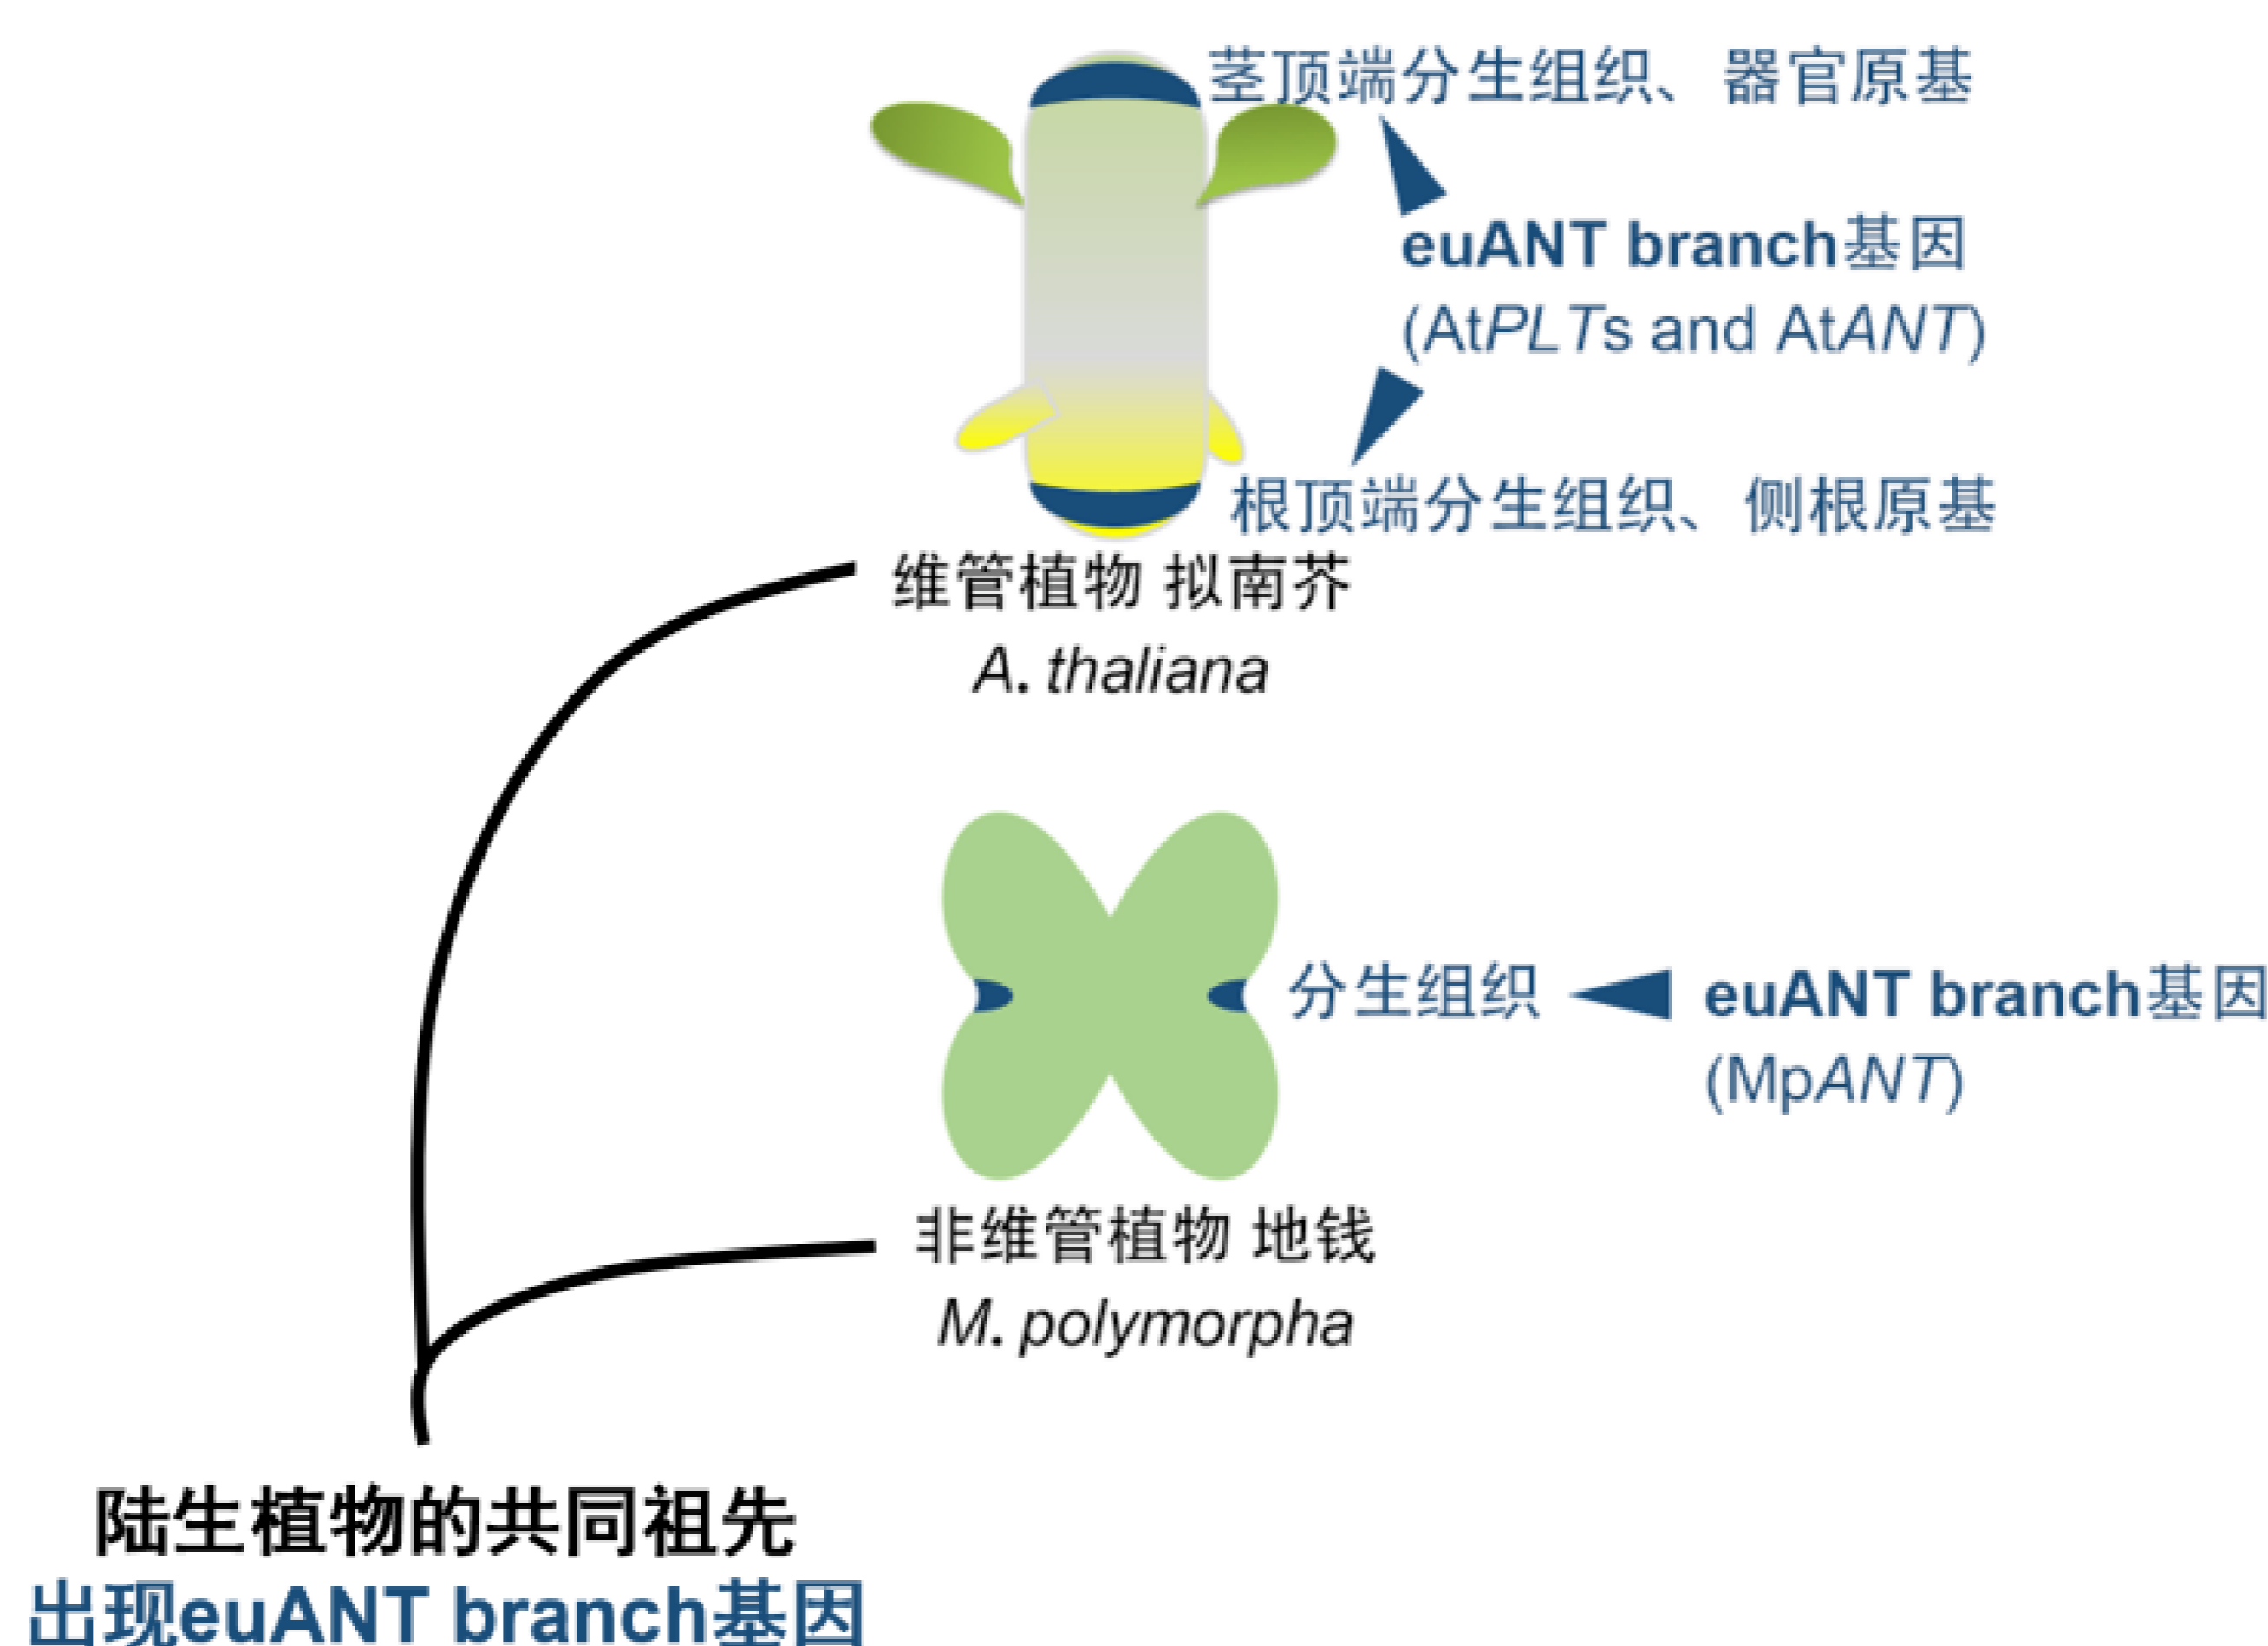 茎顶端分生组织、器官原基
euANT branch基因
(AtPLTs and AtANT)
根顶端分生组织、侧根原基
维管植物 拟南芥
A. thaliana
分生组织
euANT branch基因
(MpANT)
非维管植物 地钱
M. polymorpha
陆生植物的共同祖先
出现euANT branch基因